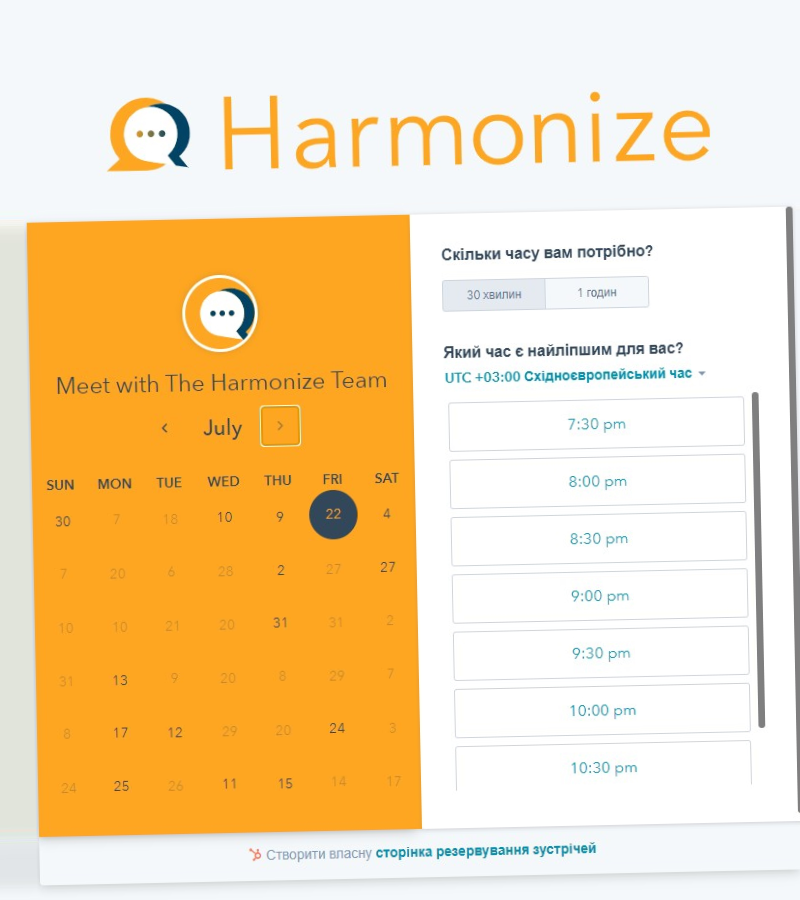 Harmonize
Meet with The Harmonize Team
July
SUN MON TUE WED THU FRI SAT
30 7 18 10 9 22 4
7 20 6 28 2 27 27
10 10 21 20 31 31 2
31 13 9 20 8 29 7
8 17 12 29 20 24 3
24 25 26 11 15 14 17
Скільки часу вам потрібно?
30 хвилин 1 годин
Який час є найліпшим для вас?
UTC +03:00 Східноєвропейський час
7:30 pm
8:00 pm
8:30 pm
9:00 pm
9:30 pm
10:00 pm
10:30 pm
Створити власну сторінка резервування зустрічей